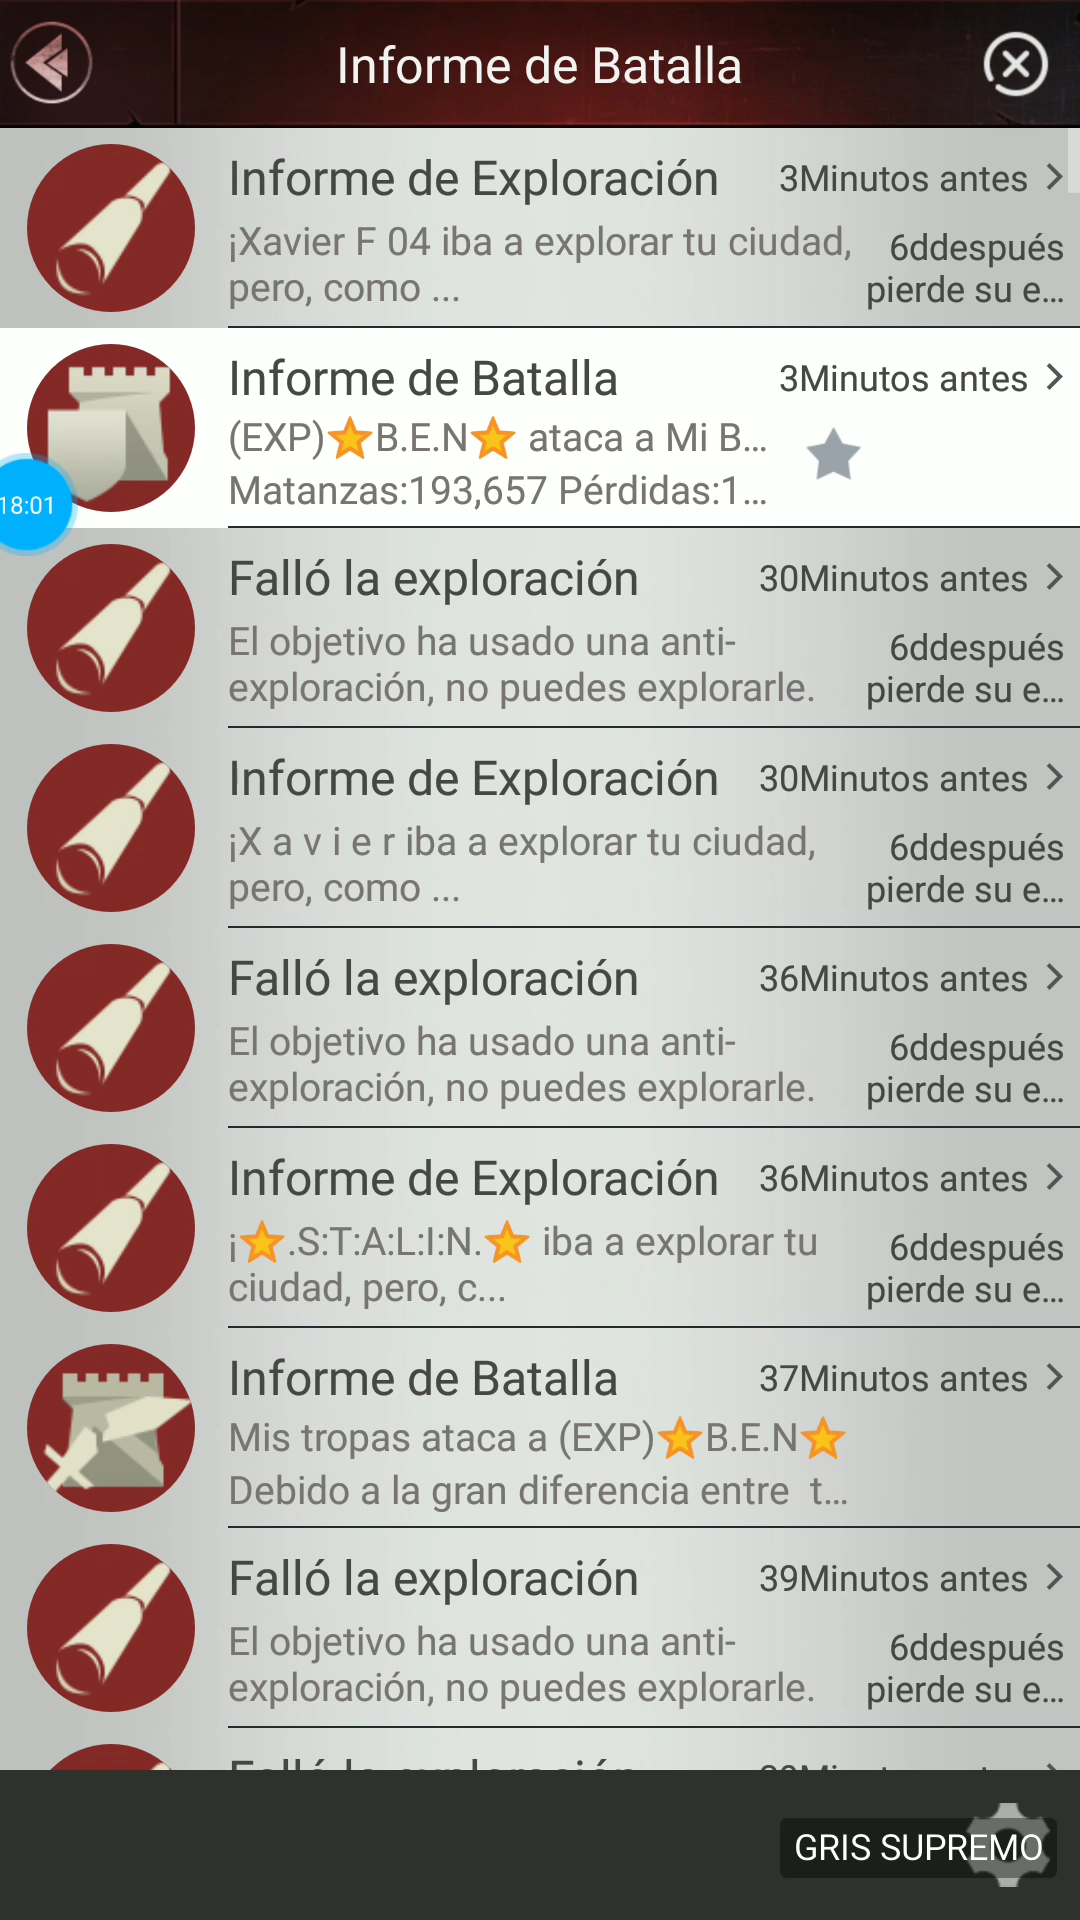 Informe de Batalla
Informe de Exploración 3Minutos antes
¡Xavier F 04 iba a explorar tu ciudad, 6ddespués
pero, como ... pierde su e...
Informe de Batalla 3Minutos antes
(EXP)⭐B.E.N⭐ ataca a Mi B...
Matanzas:193,657 Pérdidas:1...
18:01
Falló la exploración 30Minutos antes
El objetivo ha usado una anti- 6ddespués
exploración, no puedes explorarle. pierde su e...
Informe de Exploración 30Minutos antes
¡X a v i e r iba a explorar tu ciudad, 6ddespués
pero, como ... pierde su e...
Falló la exploración 36Minutos antes
El objetivo ha usado una anti- 6ddespués
exploración, no puedes explorarle. pierde su e...
Informe de Exploración 36Minutos antes
¡⭐.S:T:A:L:I:N.⭐ iba a explorar tu 6ddespués
ciudad, pero, c... pierde su e...
Informe de Batalla 37Minutos antes
Mis tropas ataca a (EXP)⭐B.E.N⭐
Debido a la gran diferencia entre  t...
Falló la exploración 39Minutos antes
El objetivo ha usado una anti- 6ddespués
exploración, no puedes explorarle. pierde su e...
Falló la exploración
GRIS SUPREMO